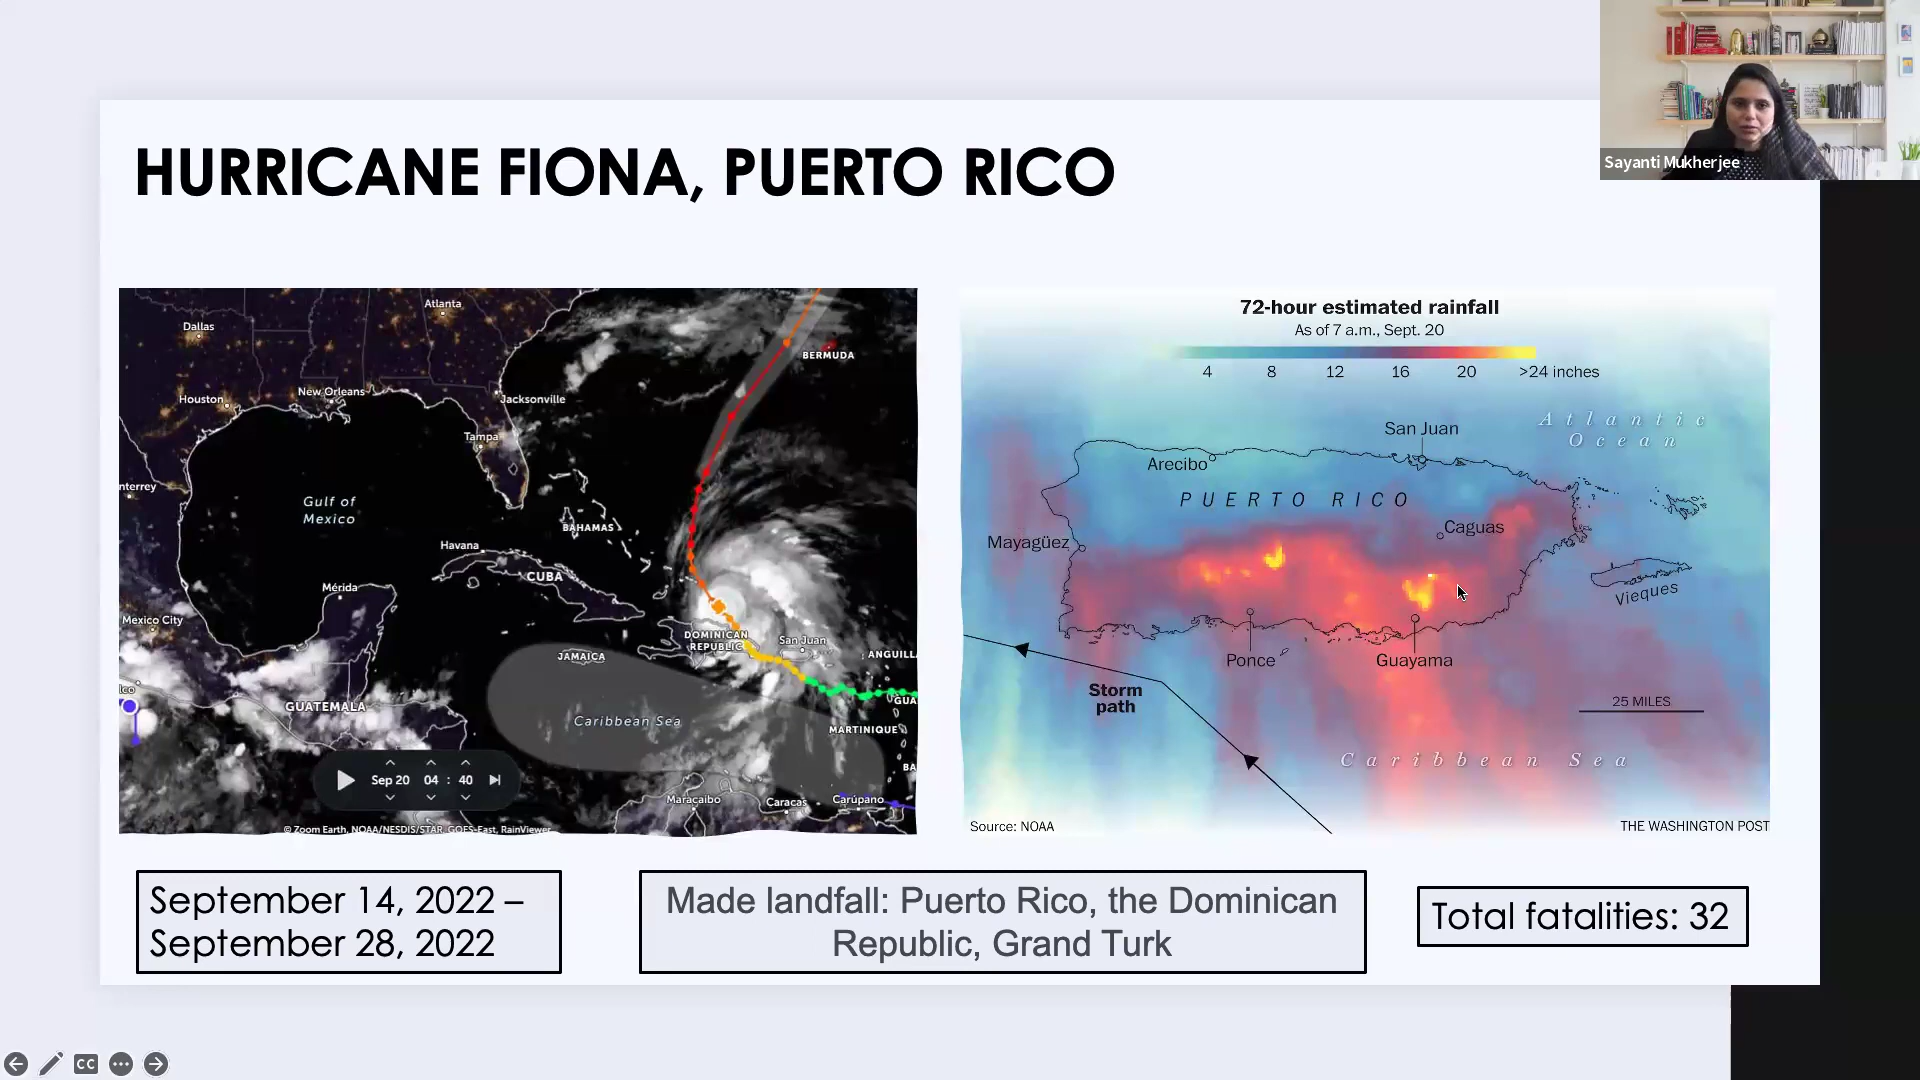 Sayanti Mukherjee
HURRICANE FIONA, PUERTO RICO
Atlanta
Dallas
BERMUDA
New Orleans
Houston
Jacksonville
Tampa
nterrey
Gulf of
Mexico
BAHAMAS
Havana
CUBA
Mérida
Mexico City
DOMINICAN
REPUBLIC
San Juan
JAMAICA
ANGUILL
lco
GUATEMALA
GUA
Caribbean Sea
MARTINIQUE
BA
Sep 20 04 : 40
Maracaibo
Caracas
Carúpano
© Zoom Earth, NOAA/NESDIS/STAR, GOES-East, RainViewer
72-hour estimated rainfall
As of 7 a.m., Sept. 20
4 8 12 16 20 >24 inches
Atlantic
Ocean
San Juan
Arecibo
PUERTO RICO
Caguas
Mayagüez
Vieques
Ponce
Guayama
Storm
path
25 MILES
Caribbean Sea
Source: NOAA
THE WASHINGTON POST
September 14, 2022 –
September 28, 2022
Made landfall: Puerto Rico, the Dominican
Republic, Grand Turk
Total fatalities: 32
CC